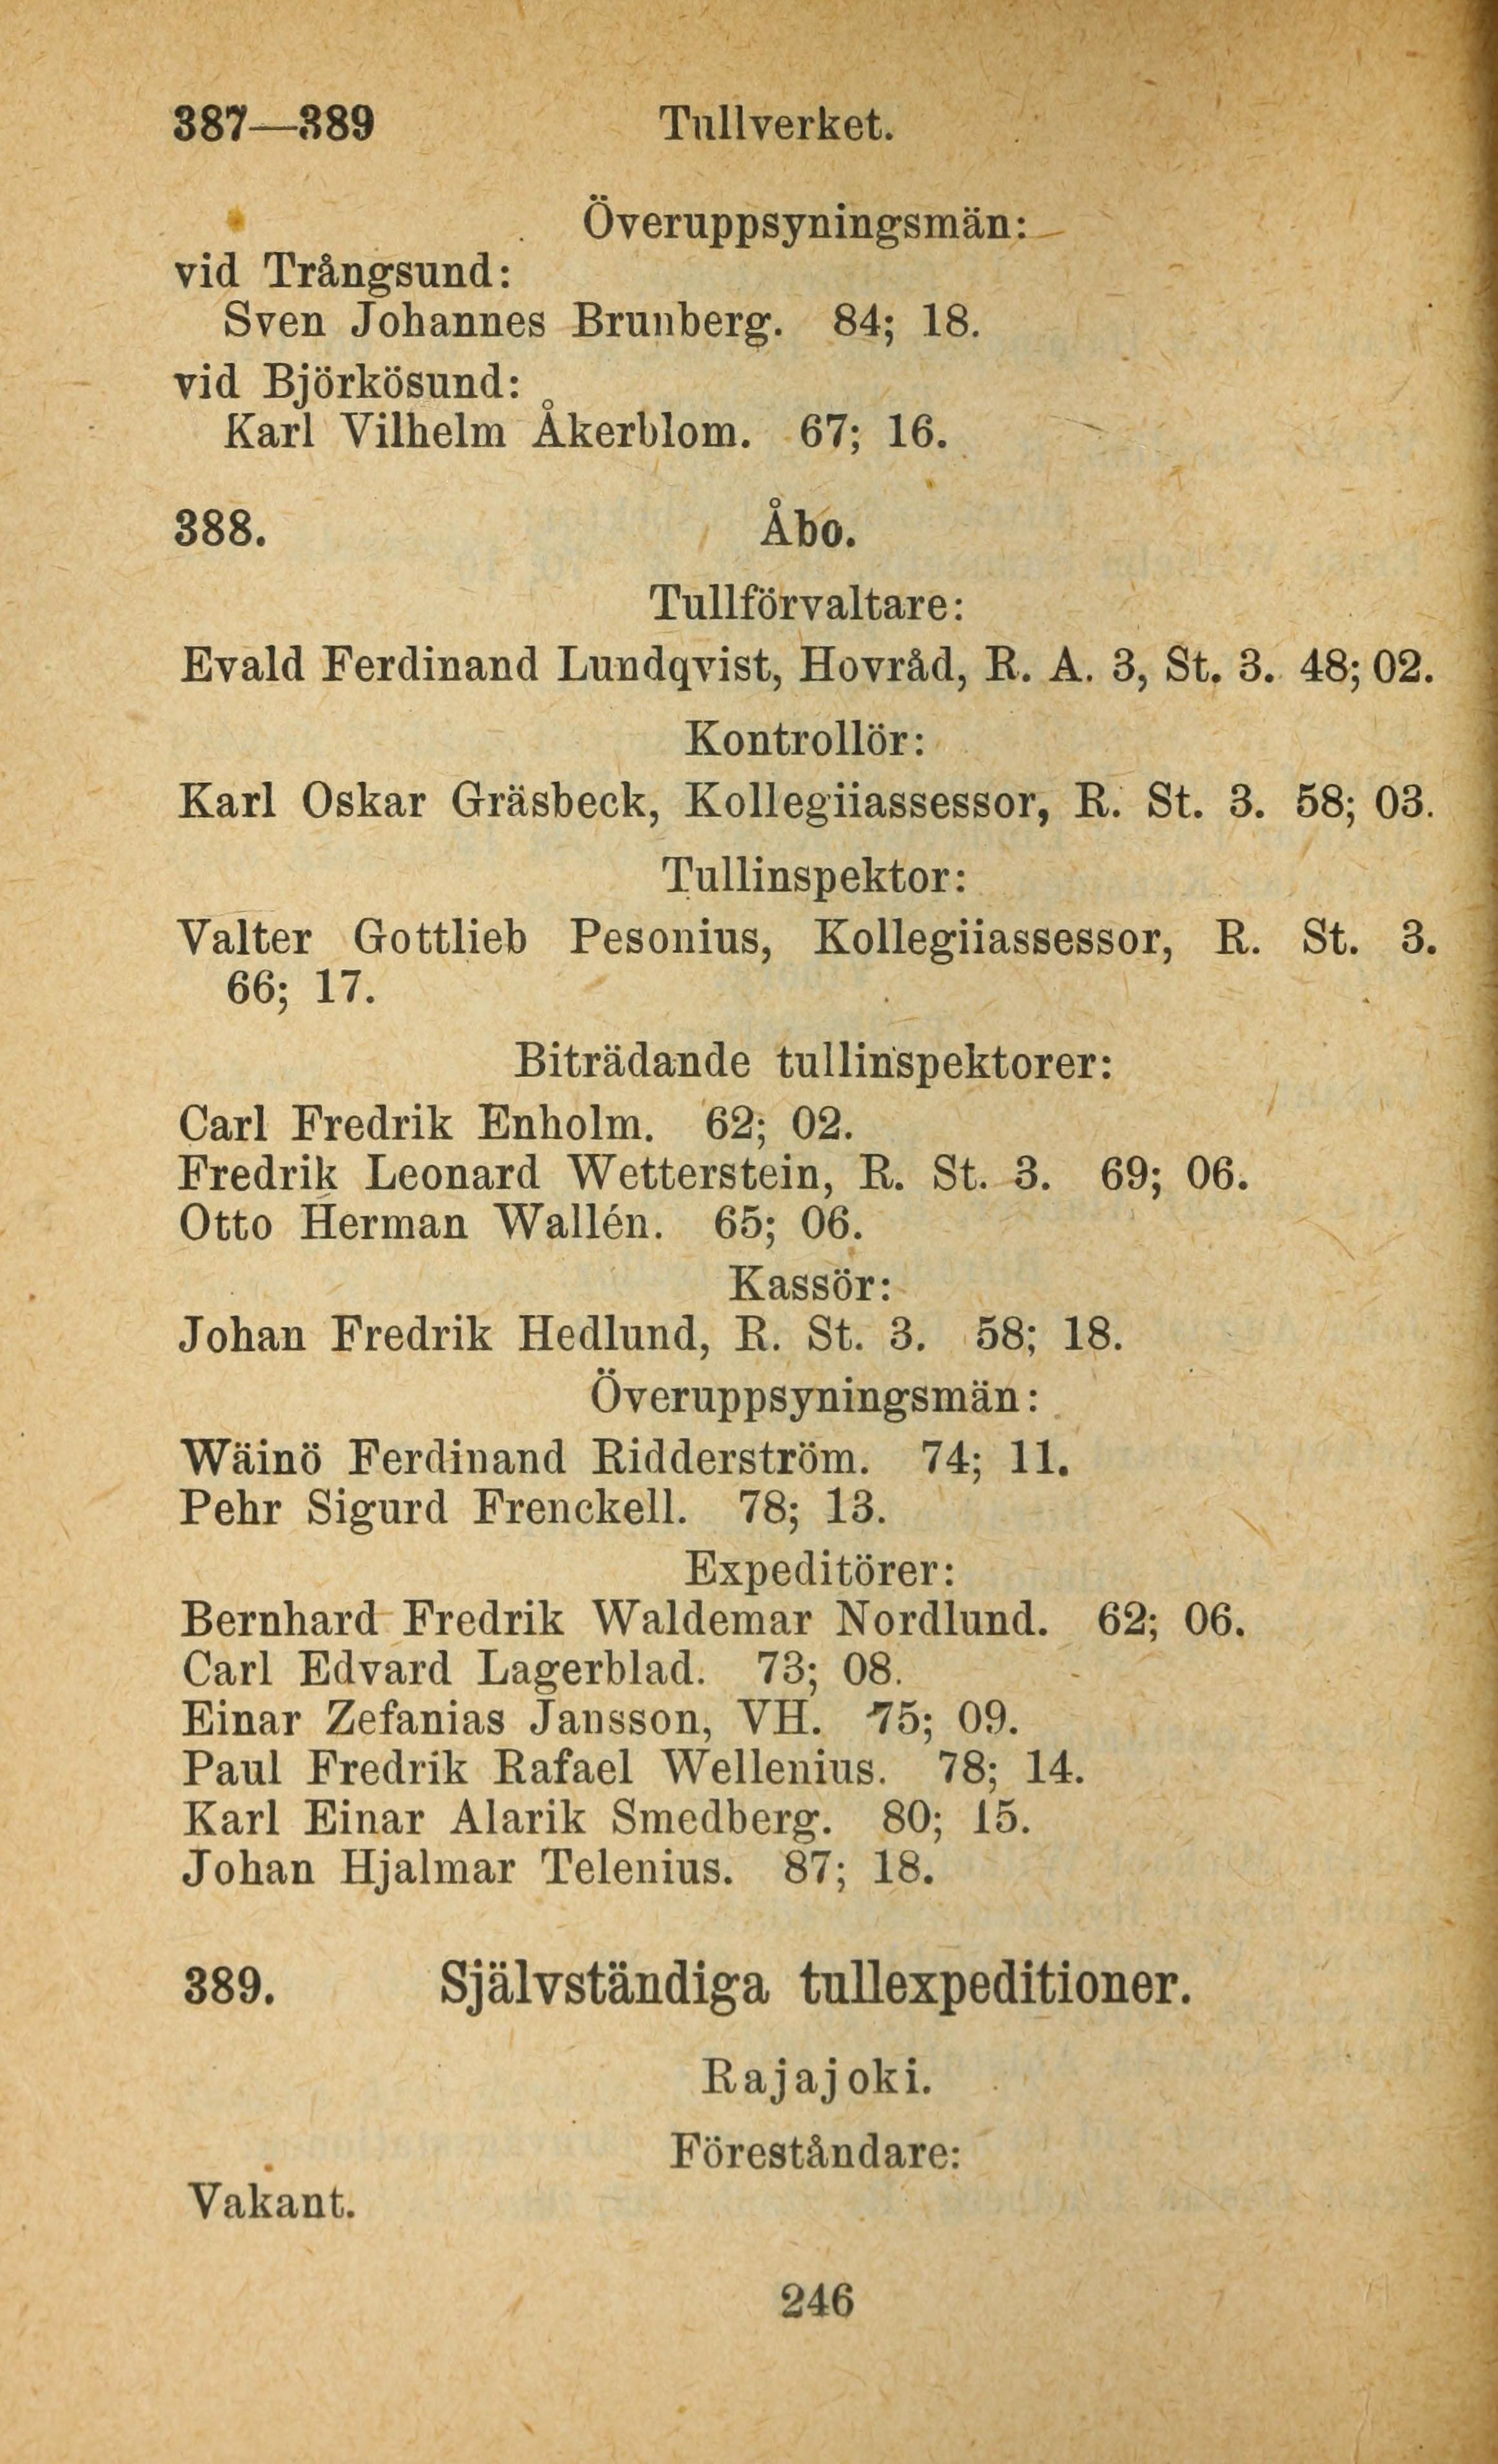 387—389 Tullverket.
Överuppsyningsmän:
vid Trångsund:
Sven Johannes Brunberg. 84; 18.
vid Björkösund:
Karl Vilhelm Åkerblom. 67; 16.
388. Åbo.
Tullförvaltare:
Evald Ferdinand Lundqvist, Hovråd, R. A. 3, St. 3. 48; 02.
Kontrollör:
Karl Oskar Gräsbeck, Kollegiiassessor, R. St. 3. 58; 03.
Tullinspektor:
Valter Gottlieb Pesonius, Kollegiiassessor, R. St. 3.
66; 17.
Biträdande tullinspektorer:
Carl Fredrik Enholm. 62; 02.
Fredrik Leonard Wetterstein, R. St. 3. 69; 06.
Otto Herman Wallén. 65; 06.
Kassör:
Johan Fredrik Hedlund, R. St. 3. 58; 18.
Överuppsyningsmän:
Wäinö Ferdinand Ridderström. 74; 11.
Pehr Sigurd Frenckell. 78; 13.
Expeditörer:
Bernhard Fredrik Waldemar Nordlund. 62; 06.
Carl Edvard Lagerblad. 73; 08.
Einar Zefanias Jansson, VH. 75; 09.
Paul Fredrik Rafael Wellenius. 78; 14.
Karl Einar Alarik Smedberg. 80; 15.
Johan Hjalmar Telenius. 87; 18.
389. Självständiga tullexpeditioner.
Rajajoki.
Föreståndare:
Vakant.
246